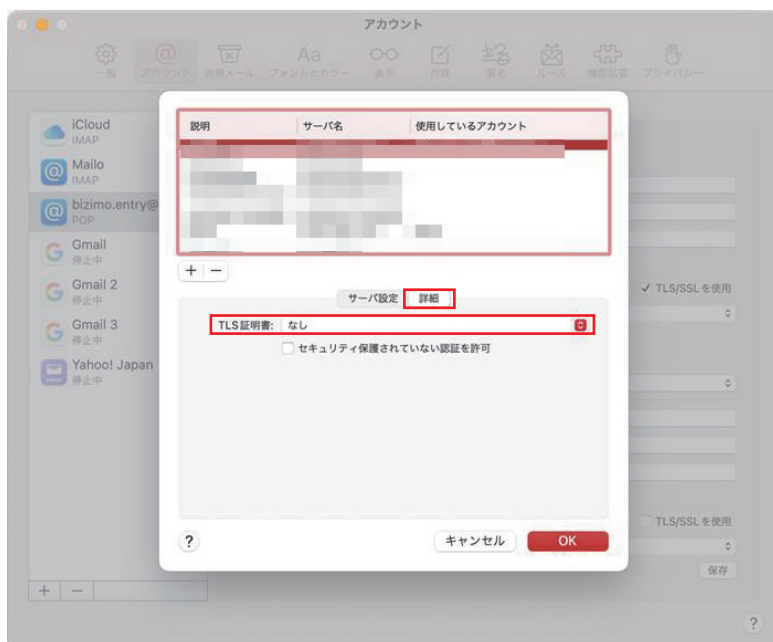 アカウント
一般 アカウント 迷惑メール フォントとカラー 表示 作成 署名 ルール 機能拡張 プライバシー
iCloud
IMAP
Mailo
IMAP
bizimo.entry@
POP
Gmail
停止中
Gmail 2
停止中
Gmail 3
停止中
Yahoo! Japan
停止中
説明 サーバ名 使用しているアカウント
サーバ設定 詳細
TLS証明書: なし
セキュリティ保護されていない認証を許可
? キャンセル OK
TLS/SSL を使用
TLS/SSL を使用
保存
?